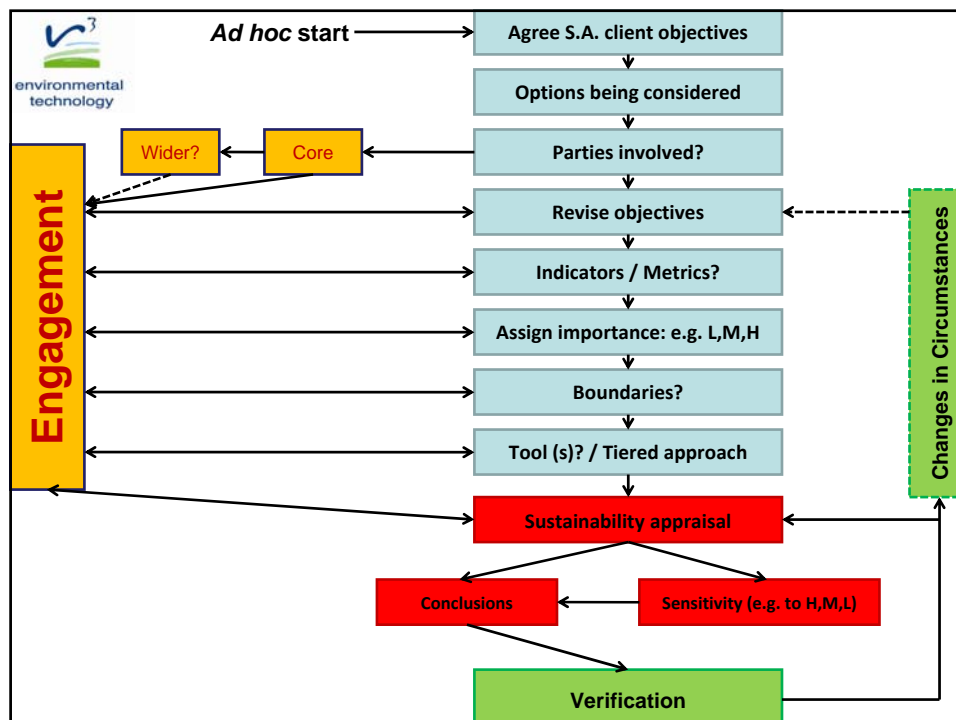 r3
environmental
technology
Ad hoc start
Agree S.A. client objectives
Options being considered
Wider?
Core
Parties involved?
Engagement
Revise objectives
Changes in Circumstances
Indicators / Metrics?
Assign importance: e.g. L,M,H
Boundaries?
Tool (s)? / Tiered approach
Sustainability appraisal
Conclusions
Sensitivity (e.g. to H,M,L)
Verification